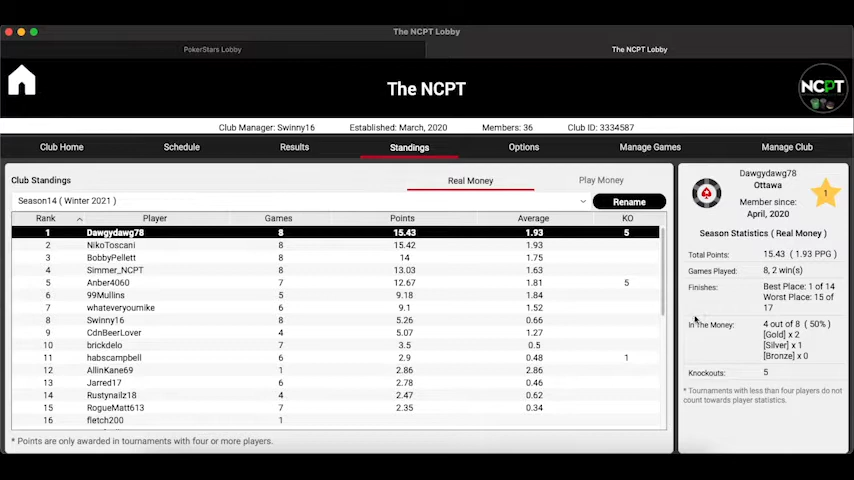 The NCPT Lobby
PokerStars Lobby
The NCPT Lobby
The NCPT
NCPT
Club Manager: Swinny16 Established: March, 2020 Members: 36 Club ID: 3334587
Club Home Schedule Results Standings Options Manage Games Manage Club
Club Standings
Real Money
Play Money
Season14 ( Winter 2021 )
Rename
Rank Player Games Points Average KO
1 Dawgydawg78 8 15.43 1.93 5
2 NikoToscani 8 15.42 1.93
3 BobbyPellett 8 14 1.75
4 Simmer_NCPT 8 13.03 1.63
5 Anber4060 7 12.67 1.81 5
6 99Mullins 5 9.18 1.84
7 whateveryoumike 6 9.1 1.52
8 Swinny16 8 5.26 0.66
9 CdnBeerLover 4 5.07 1.27
10 brickdelo 7 3.5 0.5
11 habscampbell 6 2.9 0.48 1
12 AllinKane69 1 2.86 2.86
13 Jarred17 6 2.78 0.46
14 Rustynailz18 4 2.47 0.62
15 RogueMatt613 7 2.35 0.34
16 fletch200 1
* Points are only awarded in tournaments with four or more players.
Dawgydawg78
Ottawa
Member since:
April, 2020
1
Season Statistics ( Real Money )
Total Points: 15.43 ( 1.93 PPG )
Games Played: 8, 2 win(s)
Finishes: Best Place: 1 of 14
Worst Place: 15 of
17
In The Money: 4 out of 8 ( 50% )
[Gold] x 2
[Silver] x 1
[Bronze] x 0
Knockouts: 5
* Tournaments with less than four players do not
count towards player statistics.